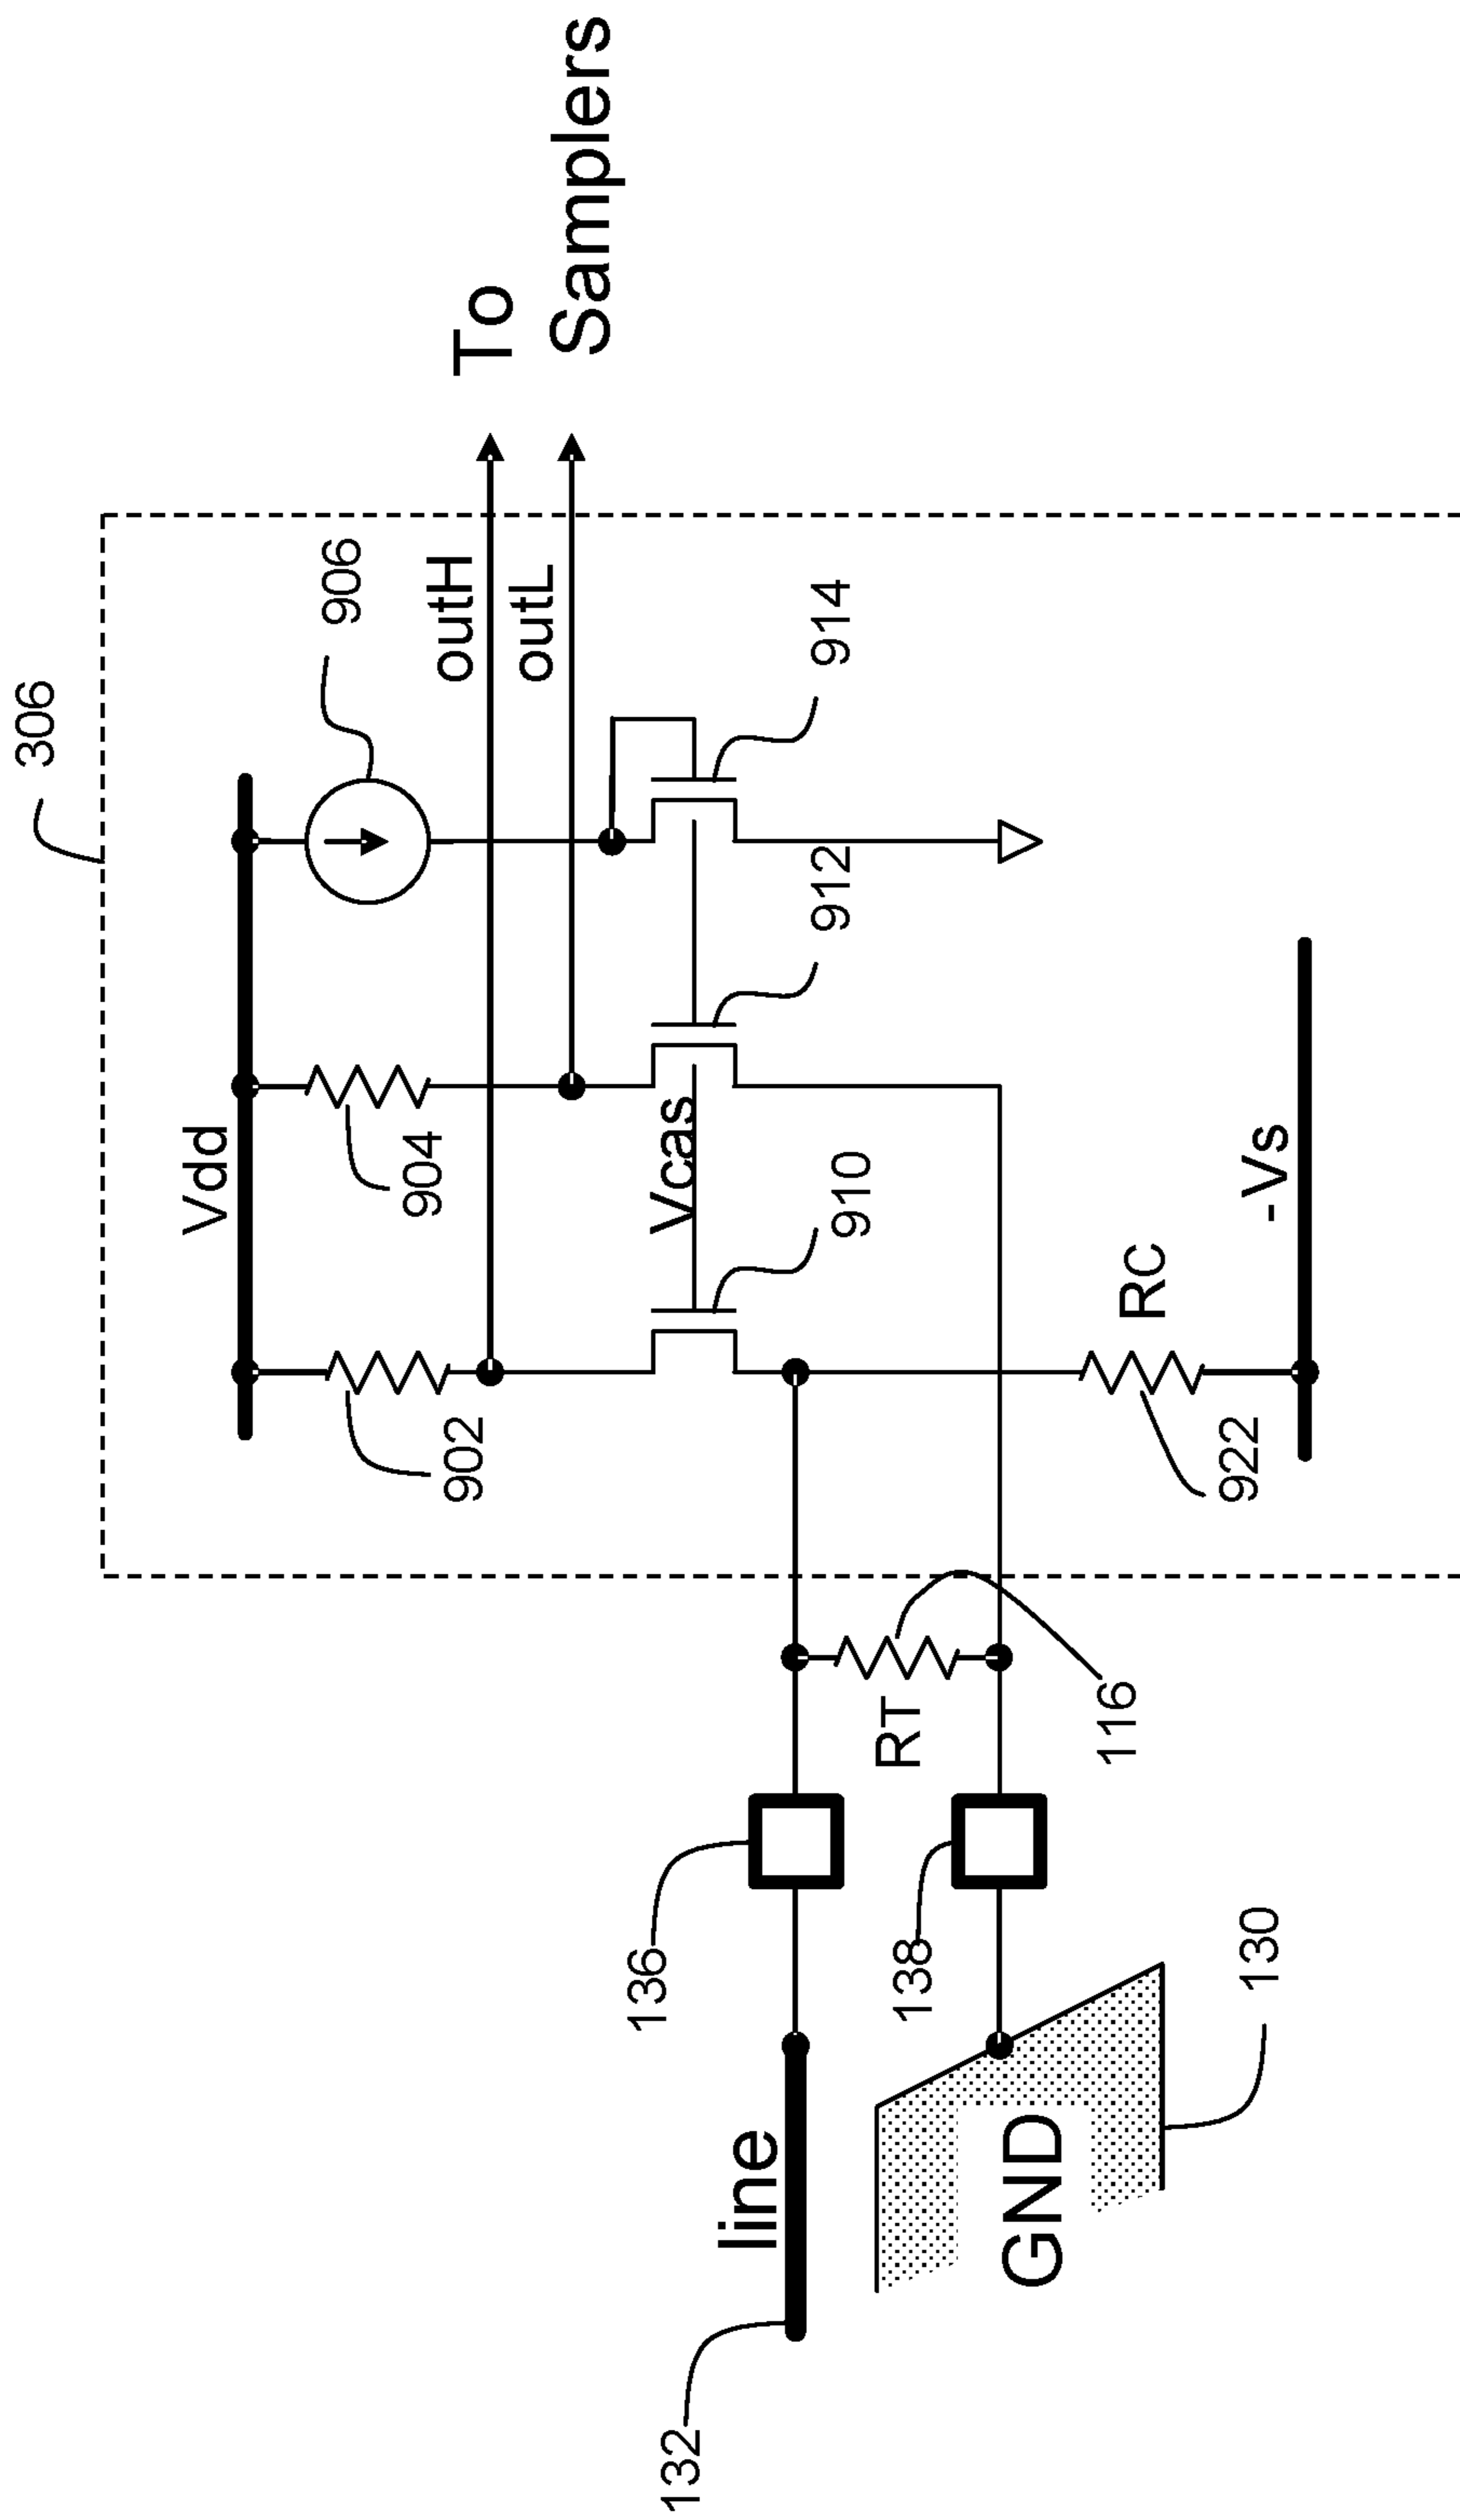 306
906
Vdd
outH
To
outL
Samplers
904
902
Vcas
914
912
910
136
line
132
RT
138
116
RC
922
-Vs
GND
130